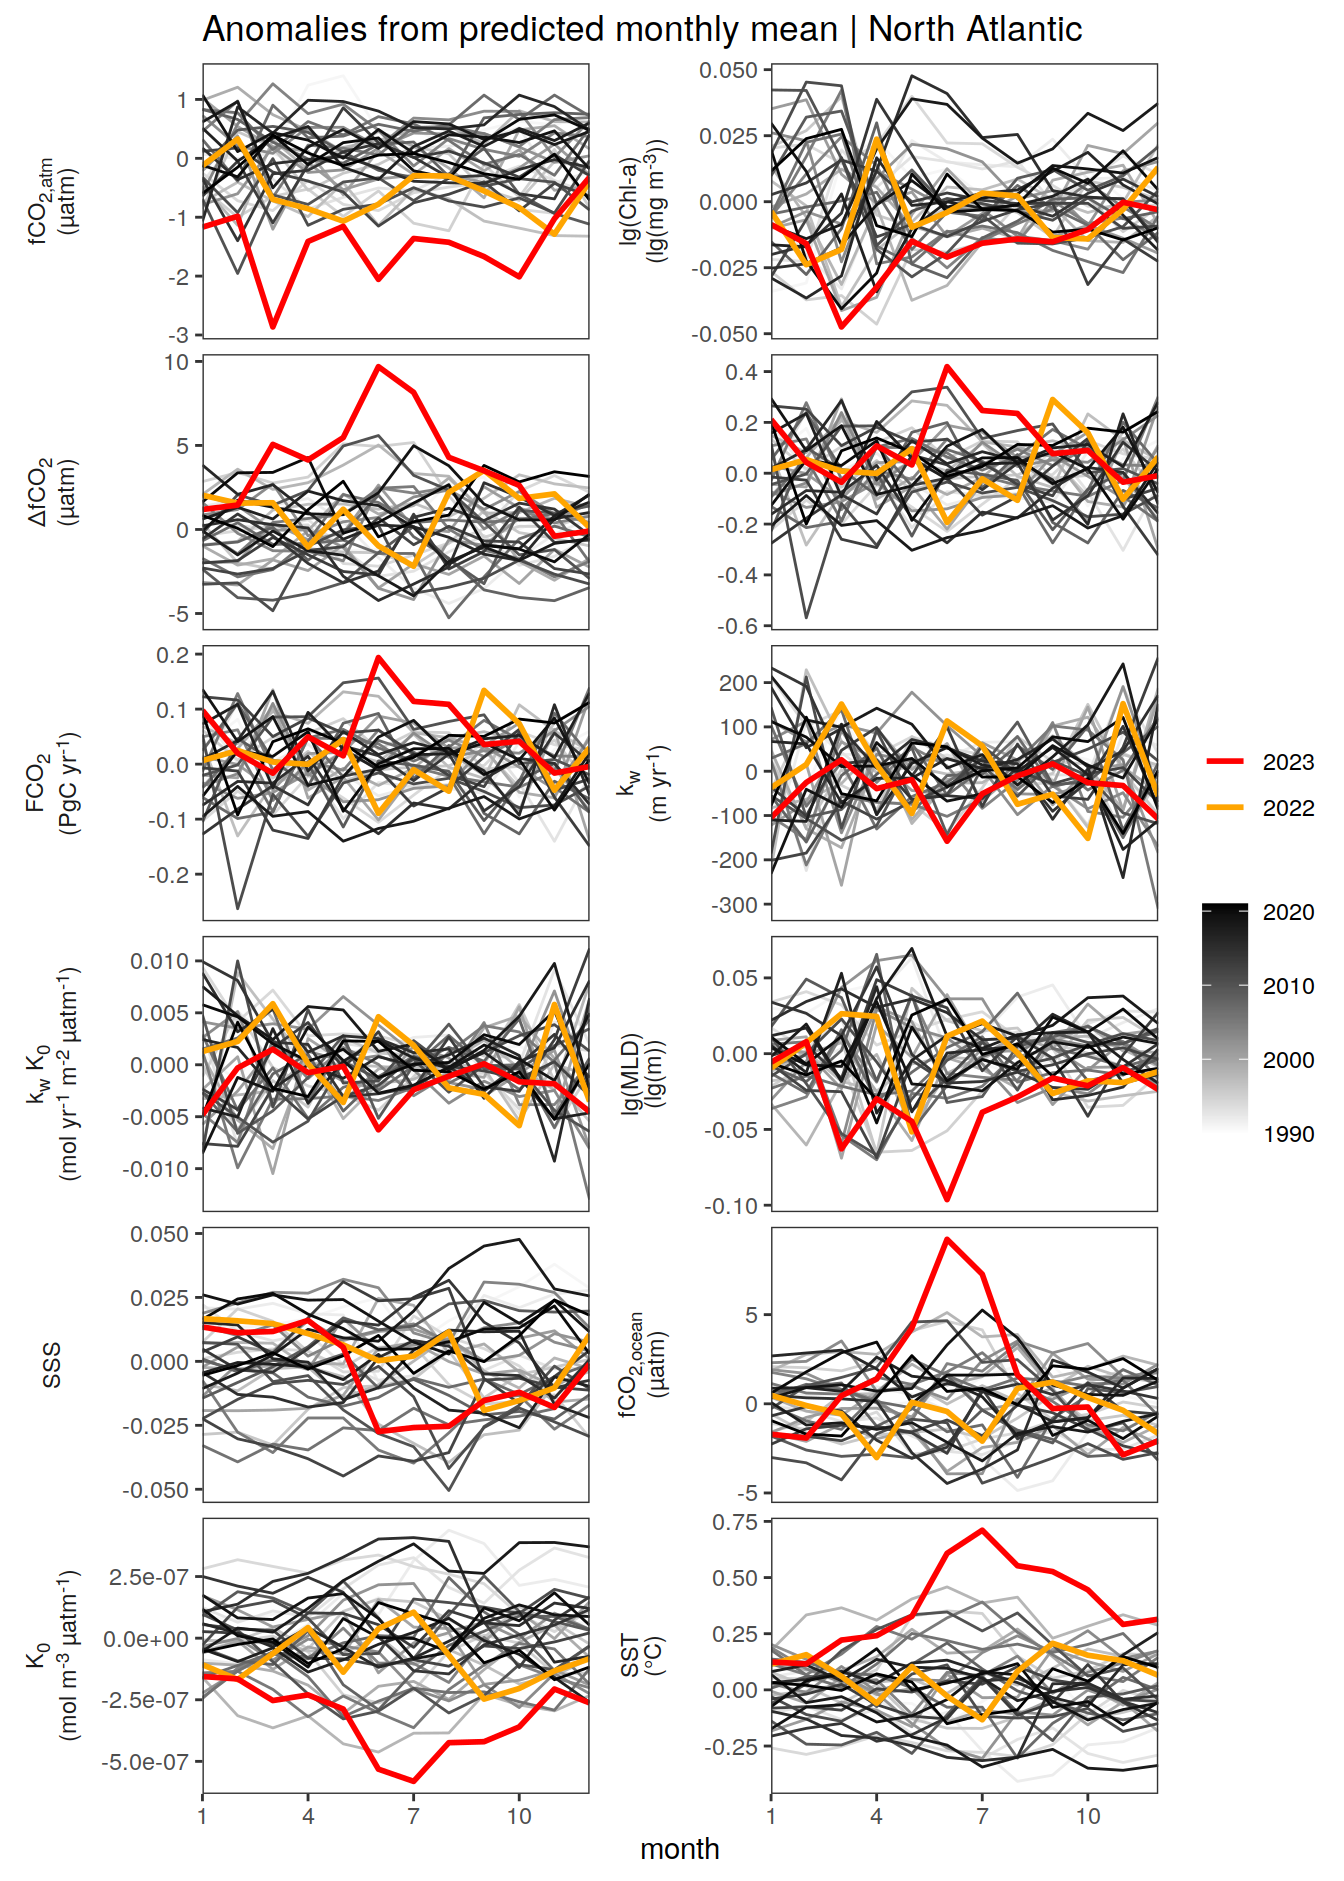 Anomalies from predicted monthly mean | North Atlantic
fCO2,atm
(µatm)
1
0
-1
-2
-3
lg(Chl-a)
(lg(mg m-3))
0.050
0.025
0.000
-0.025
-0.050
ΔfCO2
(µatm)
10
5
0
-5
0.4
0.2
0.0
-0.2
-0.4
-0.6
FCO2
(PgC yr-1)
0.2
0.1
0.0
-0.1
-0.2
kw
(m yr-1)
200
100
0
-100
-200
-300
kw K0
(mol yr-1 m-2 µatm-1)
0.010
0.005
0.000
-0.005
-0.010
lg(MLD)
(lg(m))
0.05
0.00
-0.05
-0.10
SSS
0.050
0.025
0.000
-0.025
-0.050
fCO2,ocean
(µatm)
5
0
-5
K0
(mol m-3 µatm-1)
2.5e-07
0.0e+00
-2.5e-07
-5.0e-07
SST
(°C)
0.75
0.50
0.25
0.00
-0.25
1 4 7 10
1 4 7 10
month
2023
2022
2020
2010
2000
1990